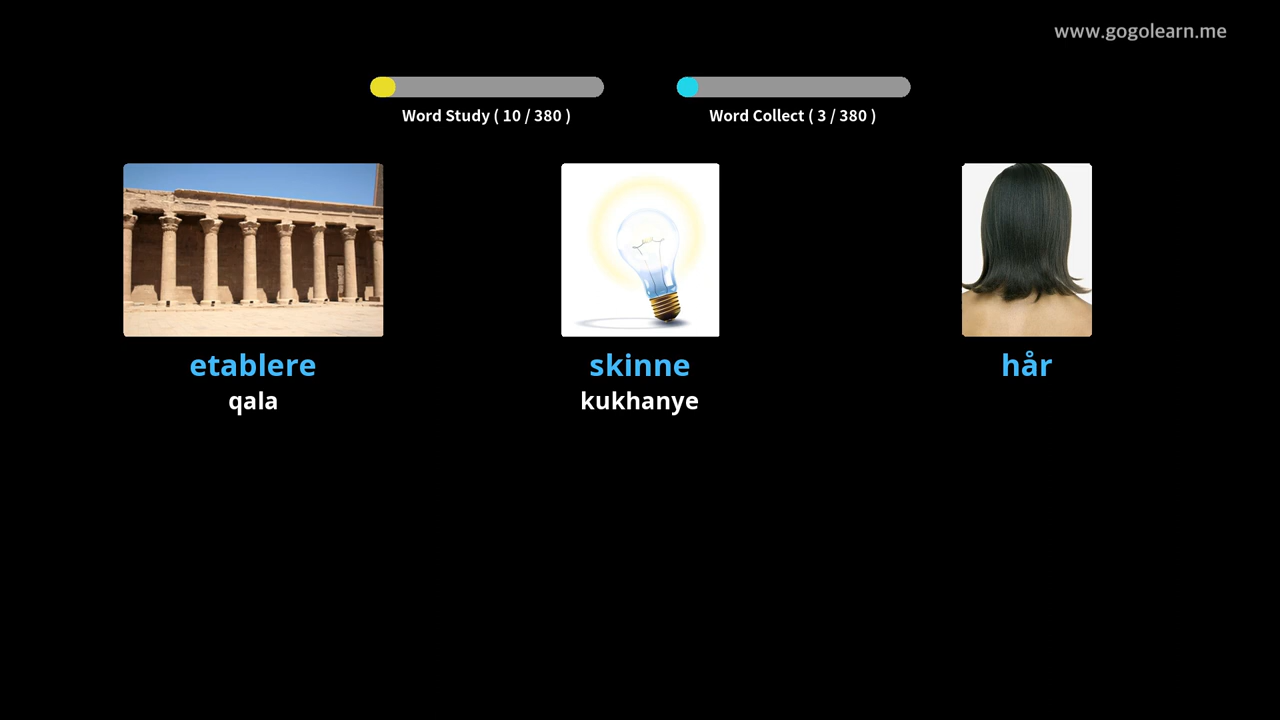 www.gogolearn.me
Word Study ( 10 / 380 )
Word Collect ( 3 / 380 )
etablere
qala
skinne
kukhanye
hår